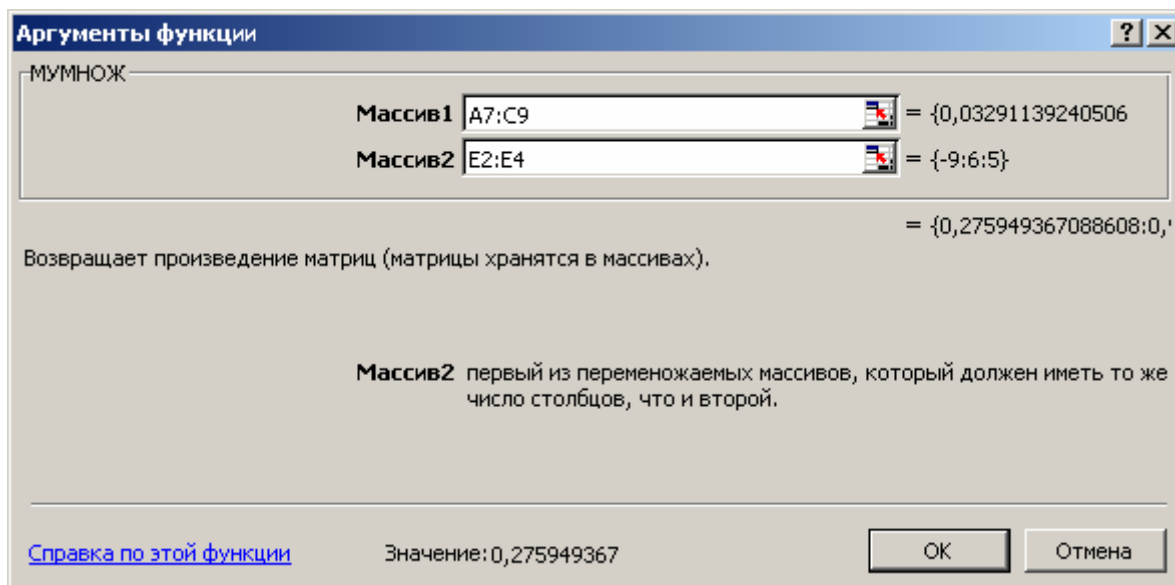 Аргументы функции
МУМНОЖ
Массив1 A7:C9 = {0,03291139240506
Массив2 E2:E4 = {-9:6:5}
= {0,275949367088608:0,
Возвращает произведение матриц (матрицы хранятся в массивах).
Массив2 первый из переменожаемых массивов, который должен иметь то же
число столбцов, что и второй.
Справка по этой функции Значение:0,275949367 OK Отмена